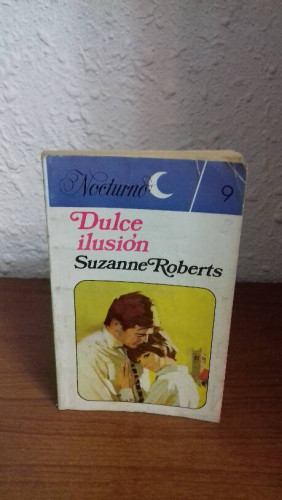 Nocturno
9
Dulce
ilusión
Suzanne Roberts